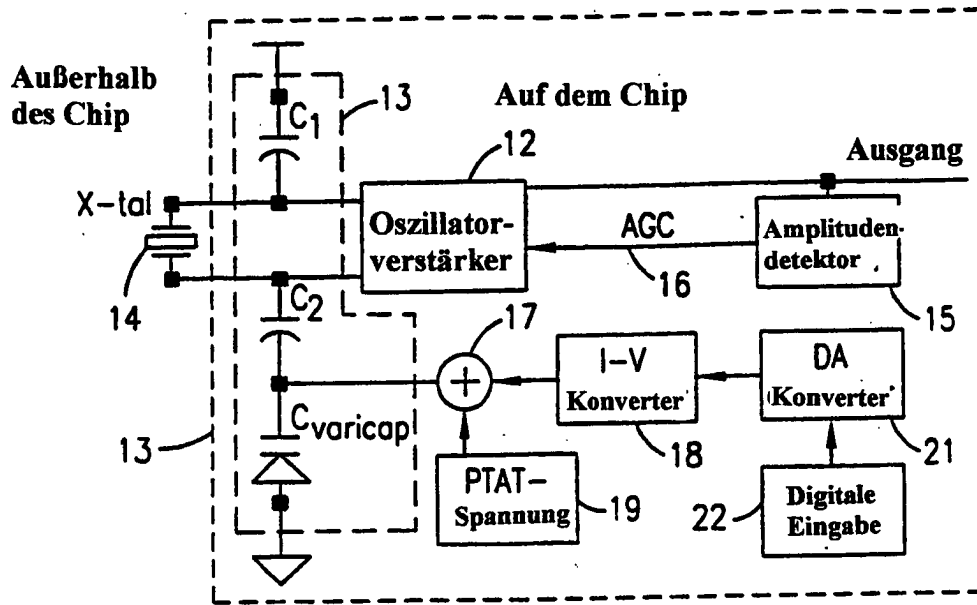 Außerhalb
des Chip
Auf dem Chip
13
C1
12
Ausgang
X-tal
Oszillator-
verstärker
AGC
16
Amplituden-
detektor
15
14
C2
17
I-V
Konverter
18
DA
Konverter
21
Cvaricap
13
PTAT-
Spannung
19
22
Digitale
Eingabe